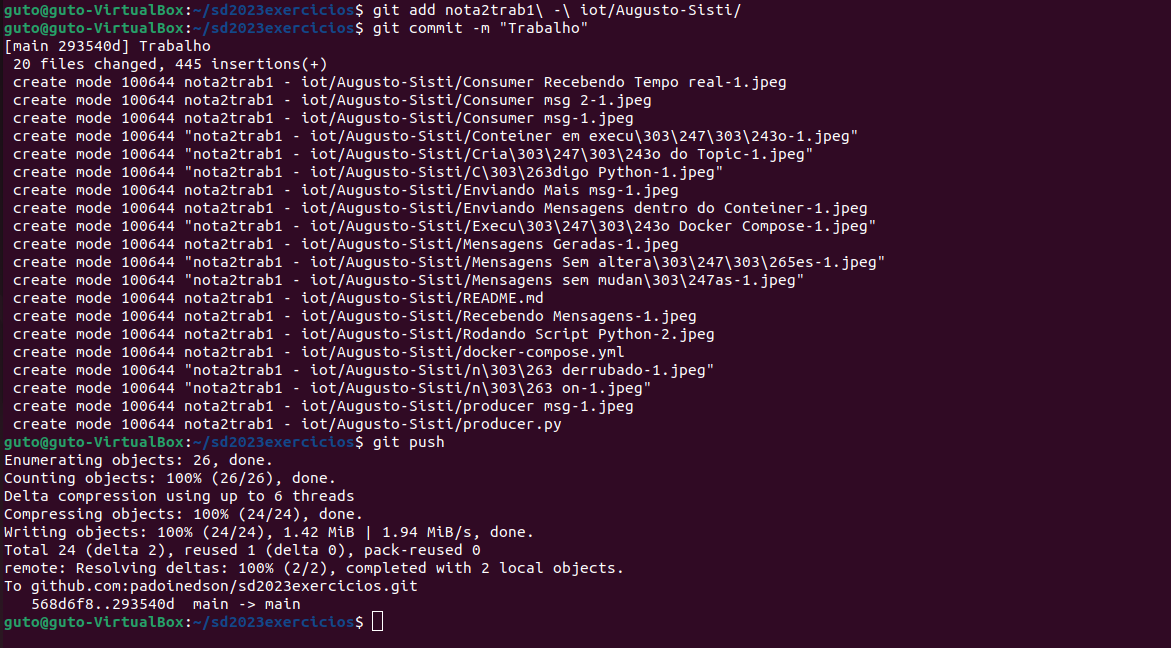 guto@guto-VirtualBox:~/sd2023exercicios$ git add nota2trab1\ -\ iot/Augusto-Sisti/
guto@guto-VirtualBox:~/sd2023exercicios$ git commit -m "Trabalho"
[main 293540d] Trabalho
 20 files changed, 445 insertions(+)
 create mode 100644 nota2trab1 - iot/Augusto-Sisti/Consumer Recebendo Tempo real-1.jpeg
 create mode 100644 nota2trab1 - iot/Augusto-Sisti/Consumer msg 2-1.jpeg
 create mode 100644 nota2trab1 - iot/Augusto-Sisti/Consumer msg-1.jpeg
 create mode 100644 "nota2trab1 - iot/Augusto-Sisti/Conteiner em execu\303\247\303\243o-1.jpeg"
 create mode 100644 "nota2trab1 - iot/Augusto-Sisti/Cria\303\247\303\243o do Topic-1.jpeg"
 create mode 100644 "nota2trab1 - iot/Augusto-Sisti/C\303\263digo Python-1.jpeg"
 create mode 100644 nota2trab1 - iot/Augusto-Sisti/Enviando Mais msg-1.jpeg
 create mode 100644 nota2trab1 - iot/Augusto-Sisti/Enviando Mensagens dentro do Conteiner-1.jpeg
 create mode 100644 "nota2trab1 - iot/Augusto-Sisti/Execu\303\247\303\243o Docker Compose-1.jpeg"
 create mode 100644 nota2trab1 - iot/Augusto-Sisti/Mensagens Geradas-1.jpeg
 create mode 100644 "nota2trab1 - iot/Augusto-Sisti/Mensagens Sem altera\303\247\303\265es-1.jpeg"
 create mode 100644 "nota2trab1 - iot/Augusto-Sisti/Mensagens sem mudan\303\247as-1.jpeg"
 create mode 100644 nota2trab1 - iot/Augusto-Sisti/README.md
 create mode 100644 nota2trab1 - iot/Augusto-Sisti/Recebendo Mensagens-1.jpeg
 create mode 100644 nota2trab1 - iot/Augusto-Sisti/Rodando Script Python-2.jpeg
 create mode 100644 nota2trab1 - iot/Augusto-Sisti/docker-compose.yml
 create mode 100644 "nota2trab1 - iot/Augusto-Sisti/n\303\263 derrubado-1.jpeg"
 create mode 100644 "nota2trab1 - iot/Augusto-Sisti/n\303\263 on-1.jpeg"
 create mode 100644 nota2trab1 - iot/Augusto-Sisti/producer msg-1.jpeg
 create mode 100644 nota2trab1 - iot/Augusto-Sisti/producer.py
guto@guto-VirtualBox:~/sd2023exercicios$ git push
Enumerating objects: 26, done.
Counting objects: 100% (26/26), done.
Delta compression using up to 6 threads
Compressing objects: 100% (24/24), done.
Writing objects: 100% (24/24), 1.42 MiB | 1.94 MiB/s, done.
Total 24 (delta 2), reused 1 (delta 0), pack-reused 0
remote: Resolving deltas: 100% (2/2), completed with 2 local objects.
To github.com:padoinedson/sd2023exercicios.git
   568d6f8..293540d  main -> main
guto@guto-VirtualBox:~/sd2023exercicios$